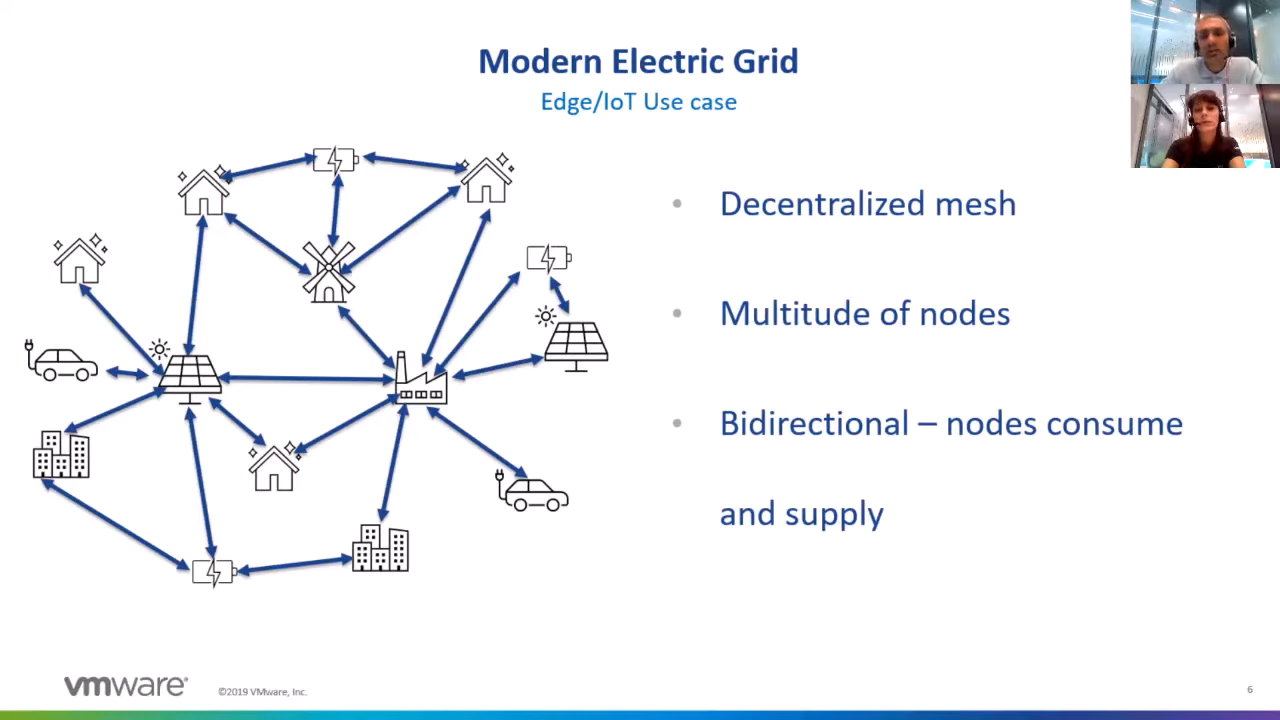 Modern Electric Grid
Edge/IoT Use case
• Decentralized mesh
• Multitude of nodes
• Bidirectional – nodes consume
and supply
vmware®
©2019 VMware, Inc.
6